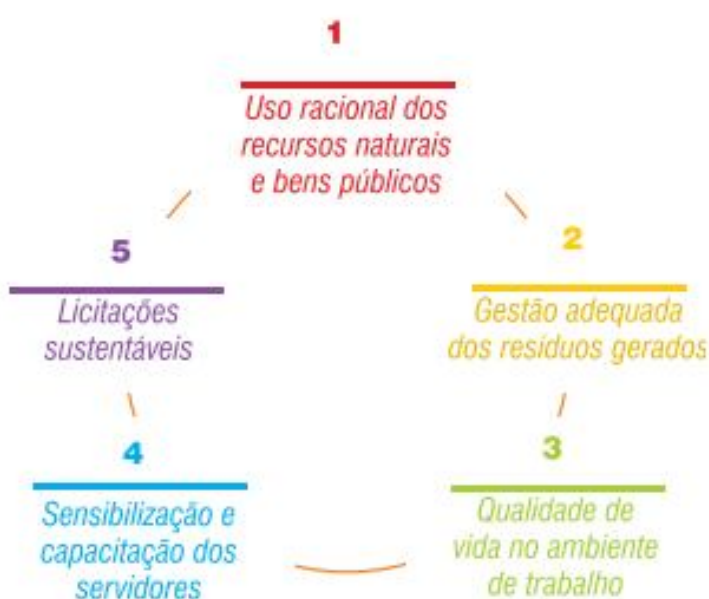 1
Uso racional dos
recursos naturais
e bens públicos
2
Gestão adequada
dos resíduos gerados
3
Qualidade de
vida no ambiente
de trabalho
4
Sensibilização e
capacitação dos
servidores
5
Licitações
sustentáveis